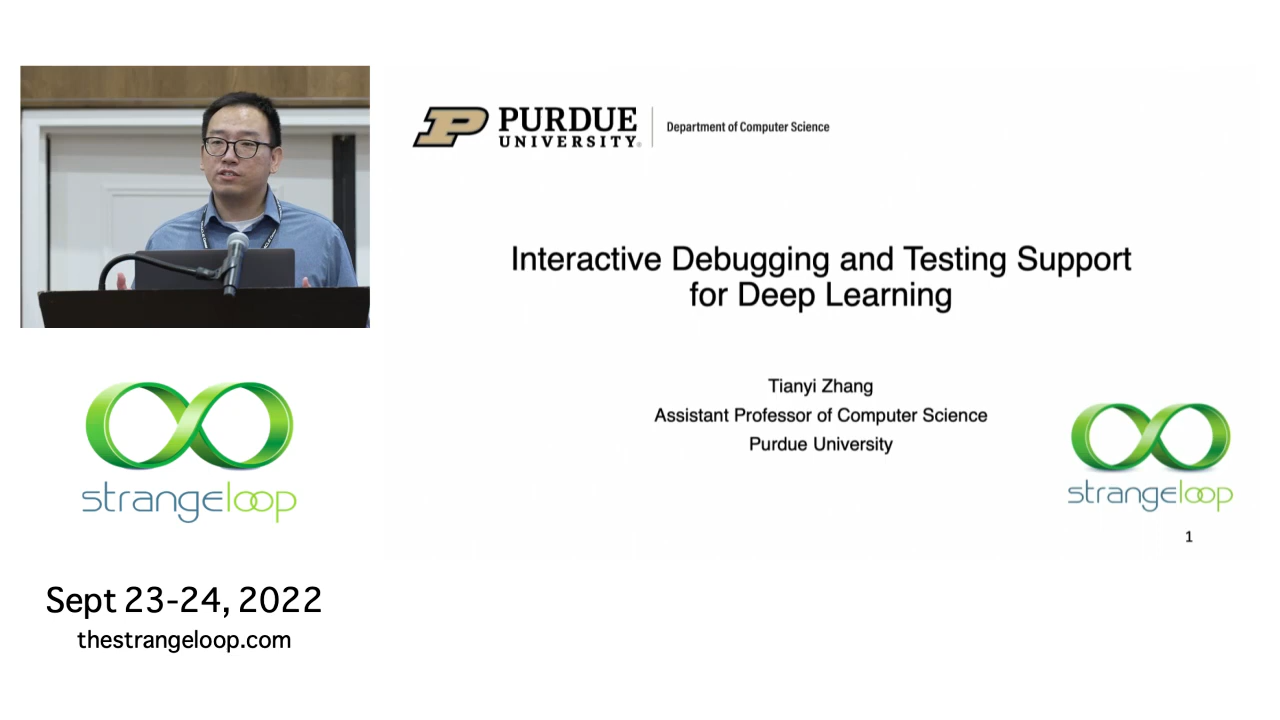 PURDUE
UNIVERSITY®
Department of Computer Science
Interactive Debugging and Testing Support
for Deep Learning
Tianyi Zhang
Assistant Professor of Computer Science
Purdue University
strangeloop
1
strangeloop
Sept 23-24, 2022
thestrangeloop.com